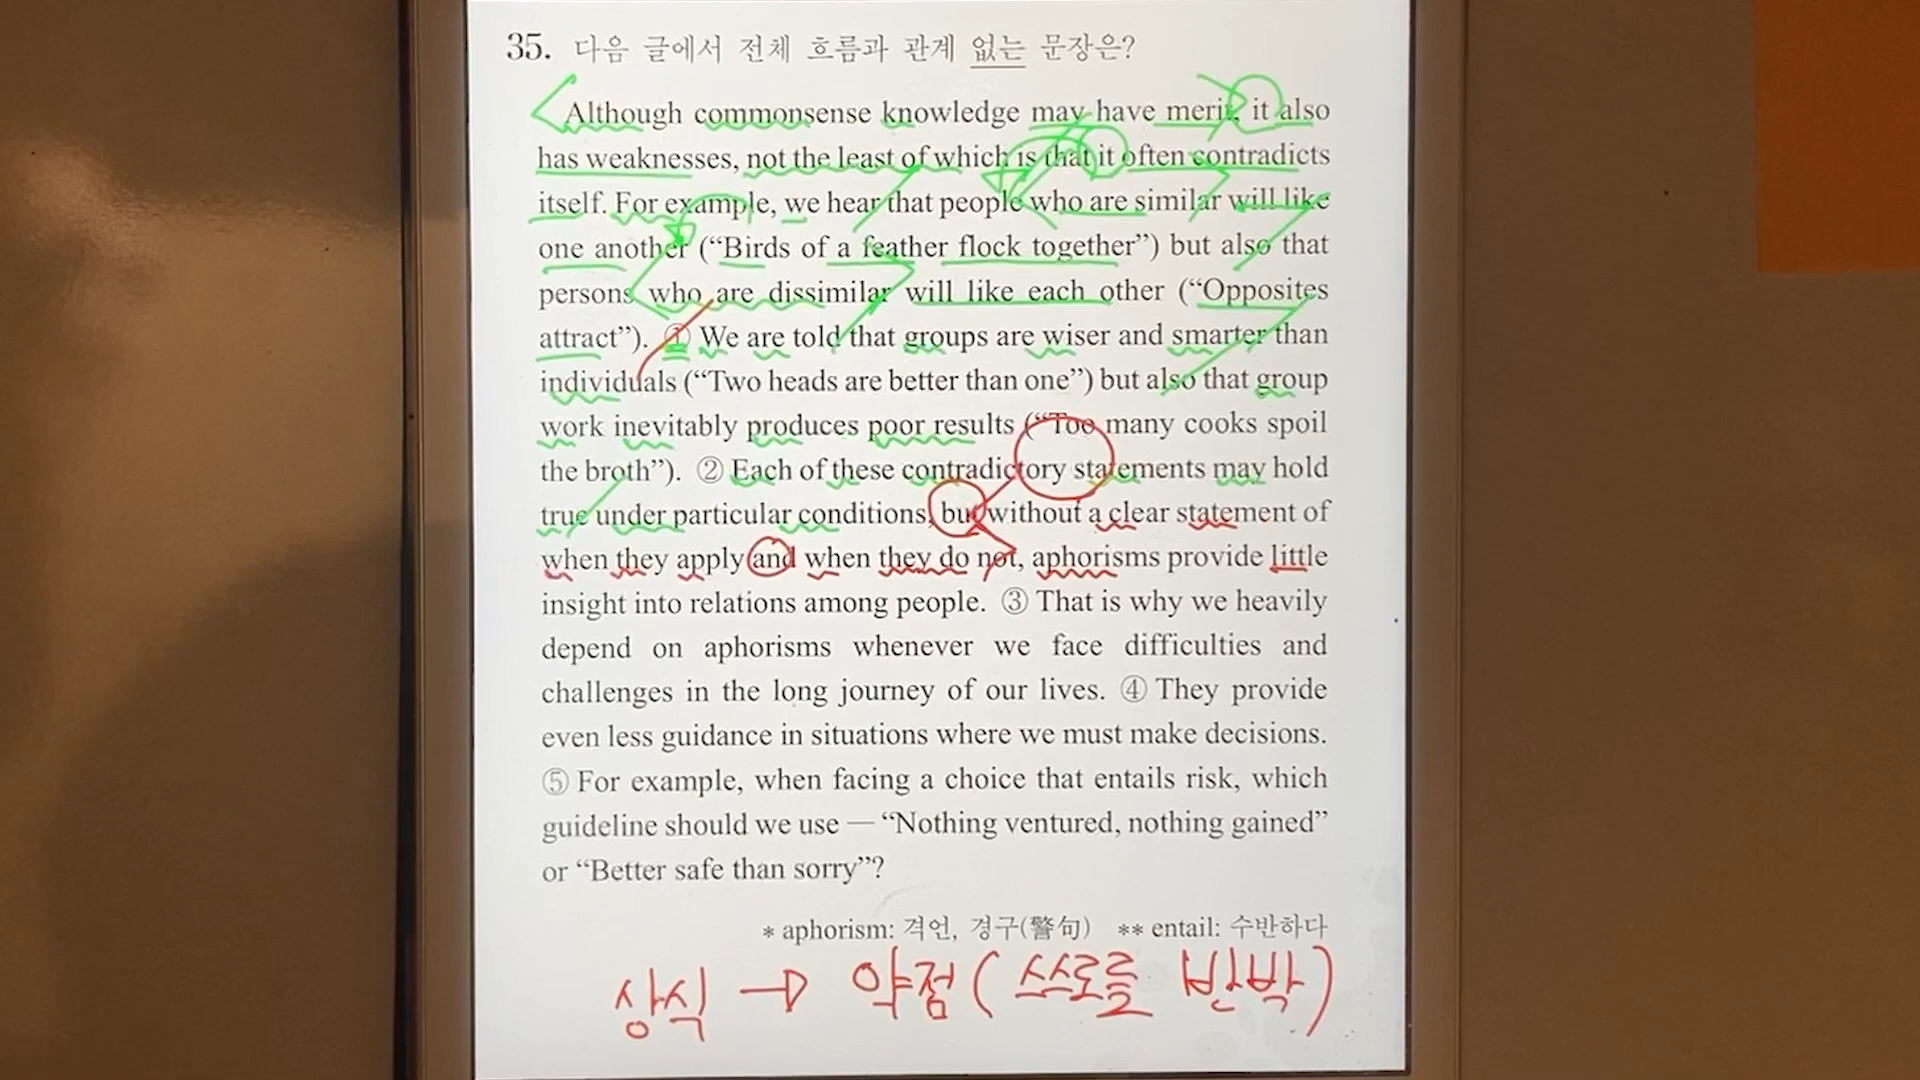 35. 다음 글에서 전체 흐름과 관계 없는 문장은?
Although commonsense knowledge may have merit, it also
has weaknesses, not the least of which is that it often contradicts
itself. For example, we hear that people who are similar will like
one another (“Birds of a feather flock together”) but also that
persons who are dissimilar will like each other (“Opposites
attract”). ① We are told that groups are wiser and smarter than
individuals (“Two heads are better than one”) but also that group
work inevitably produces poor results (“Too many cooks spoil
the broth”). ② Each of these contradictory statements may hold
true under particular conditions, but without a clear statement of
when they apply and when they do not, aphorisms provide little
insight into relations among people. ③ That is why we heavily
depend on aphorisms whenever we face difficulties and
challenges in the long journey of our lives. ④ They provide
even less guidance in situations where we must make decisions.
⑤ For example, when facing a choice that entails risk, which
guideline should we use — “Nothing ventured, nothing gained”
or “Better safe than sorry”?
* aphorism: 격언, 경구(警句) ** entail: 수반하다
상식 → 약점 (스스로를 반박)